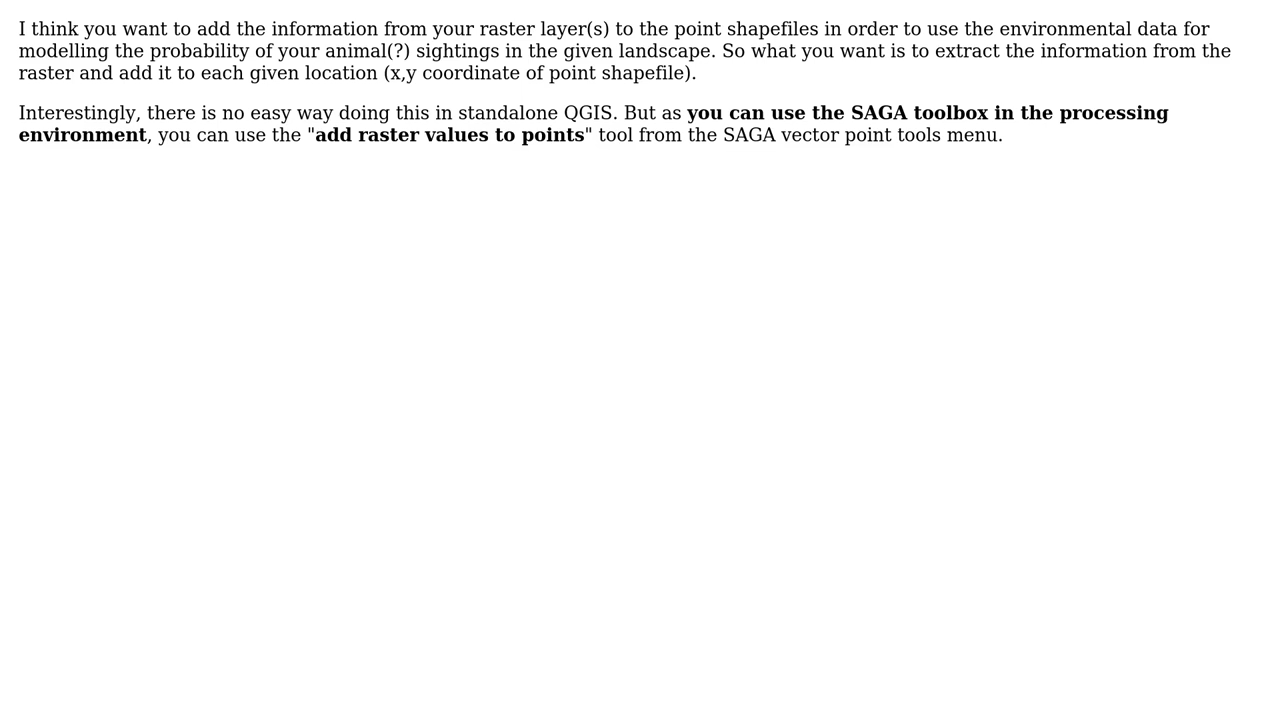 I think you want to add the information from your raster layer(s) to the point shapefiles in order to use the environmental data for
modelling the probability of your animal(?) sightings in the given landscape. So what you want is to extract the information from the
raster and add it to each given location (x,y coordinate of point shapefile).
Interestingly, there is no easy way doing this in standalone QGIS. But as you can use the SAGA toolbox in the processing
environment, you can use the "add raster values to points" tool from the SAGA vector point tools menu.